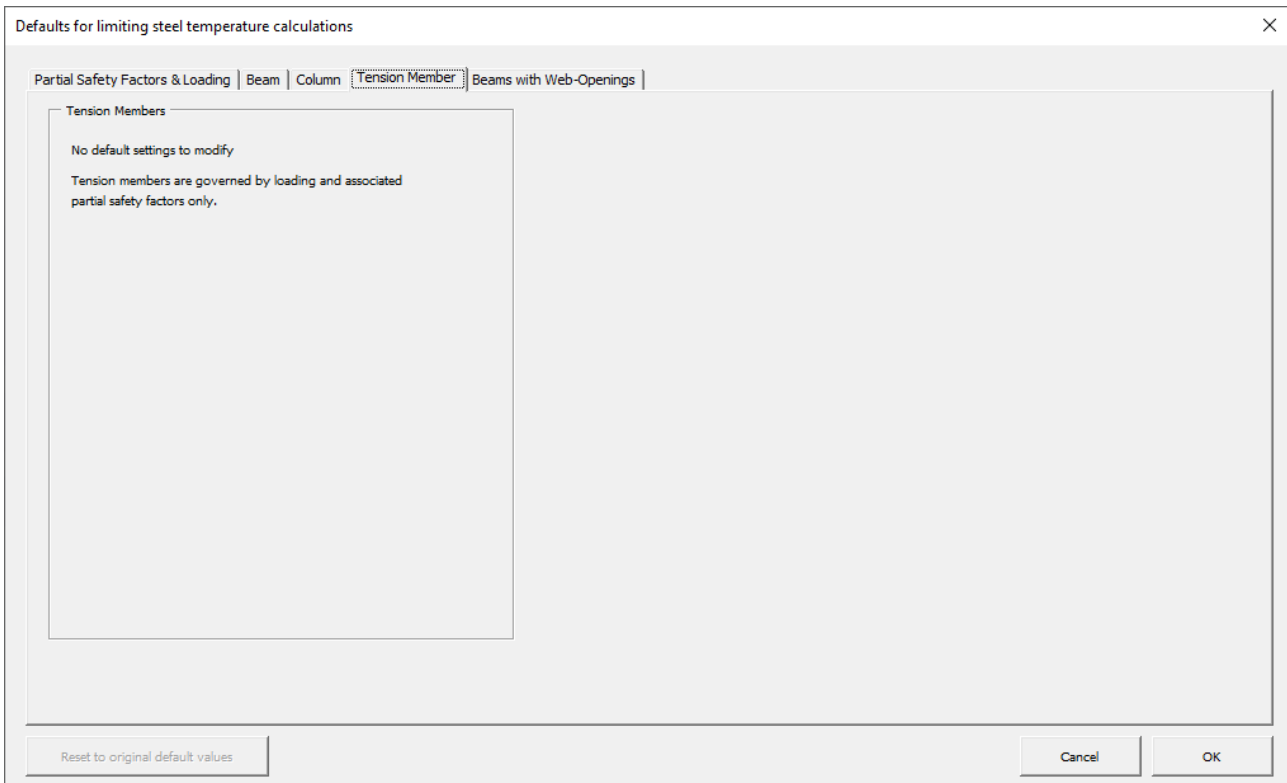 Defaults for limiting steel temperature calculations
Partial Safety Factors & Loading Beam Column Tension Member Beams with Web-Openings
Tension Members
No default settings to modify
Tension members are governed by loading and associated
partial safety factors only.
Reset to original default values Cancel OK